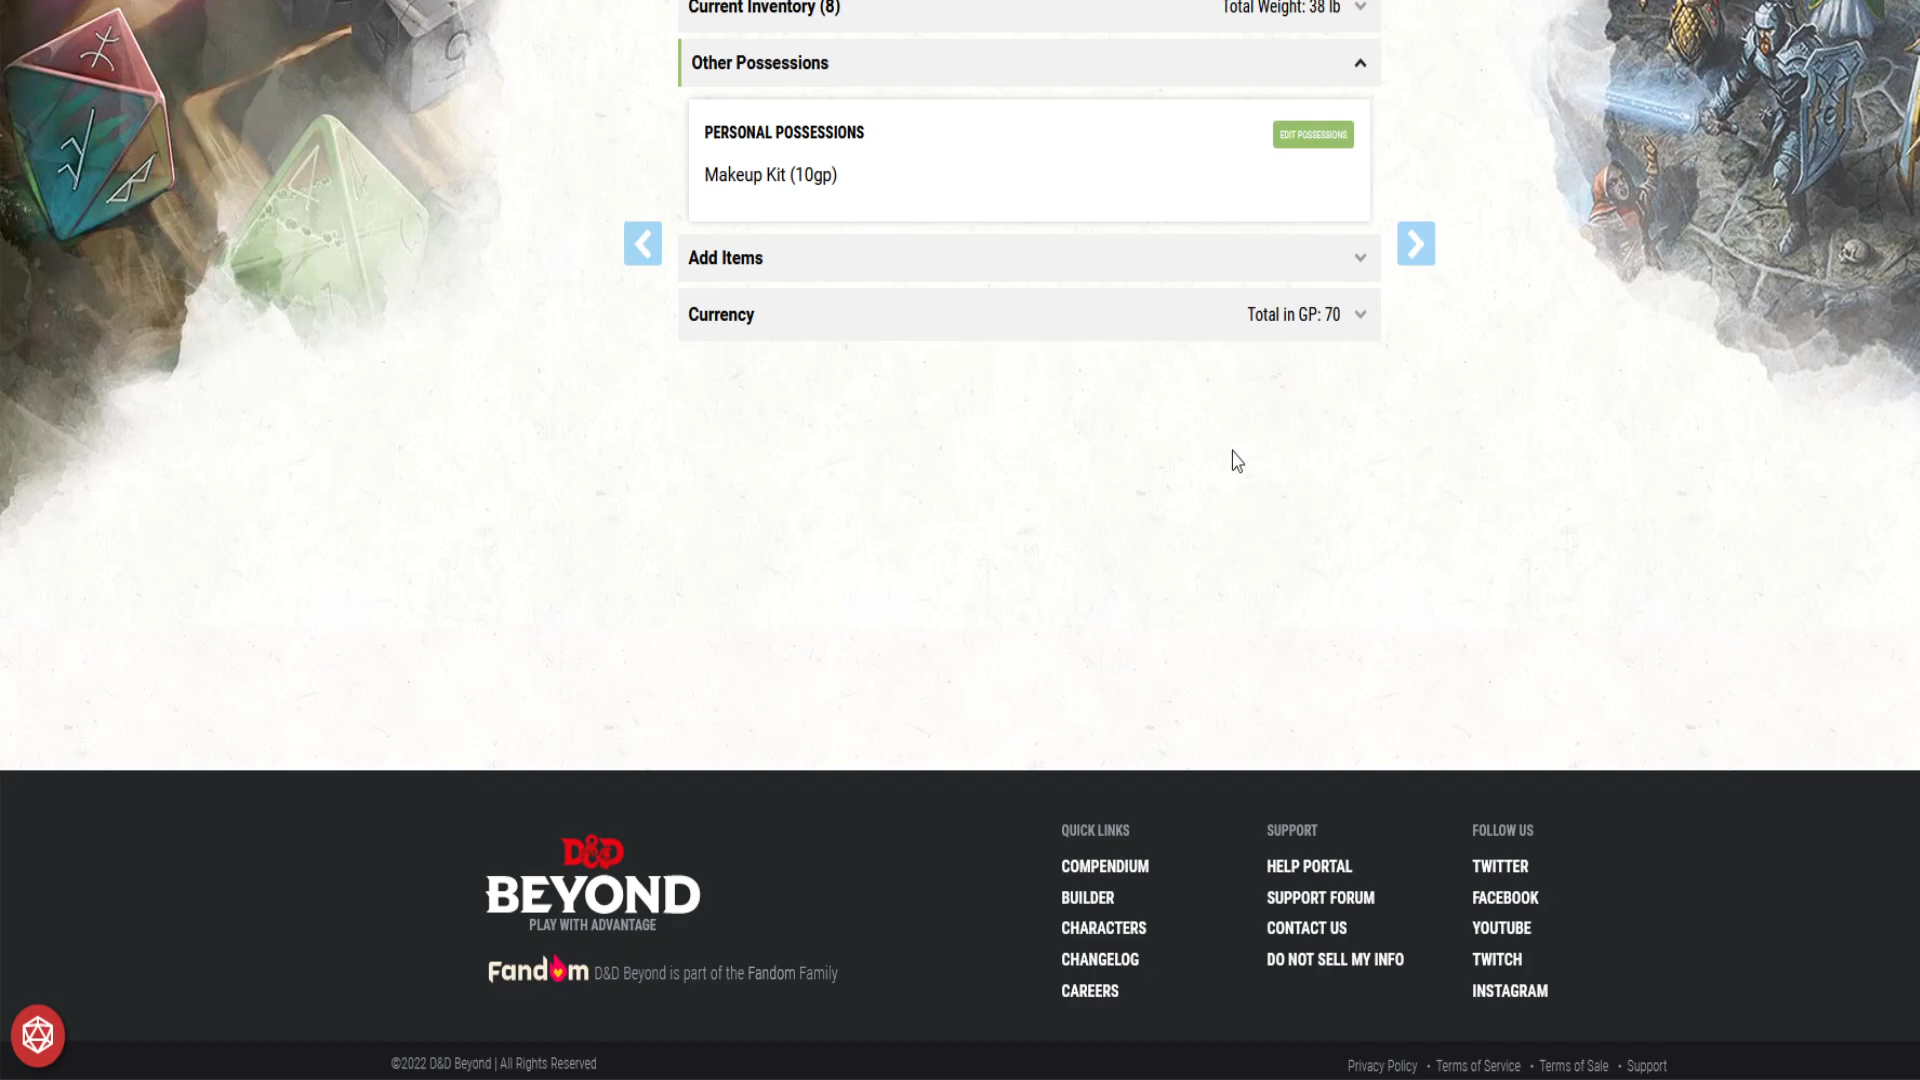 Current Inventory (8)
Total Weight: 38 lb
Other Possessions
PERSONAL POSSESSIONS
EDIT POSSESSIONS
Makeup Kit (10gp)
Add Items
Currency
Total in GP: 70
D&D
BEYOND
PLAY WITH ADVANTAGE
Fandom D&D Beyond is part of the Fandom Family
QUICK LINKS
COMPENDIUM
BUILDER
CHARACTERS
CHANGELOG
CAREERS
SUPPORT
HELP PORTAL
SUPPORT FORUM
CONTACT US
DO NOT SELL MY INFO
FOLLOW US
TWITTER
FACEBOOK
YOUTUBE
TWITCH
INSTAGRAM
©2022 D&D Beyond | All Rights Reserved
Privacy Policy • Terms of Service • Terms of Sale • Support